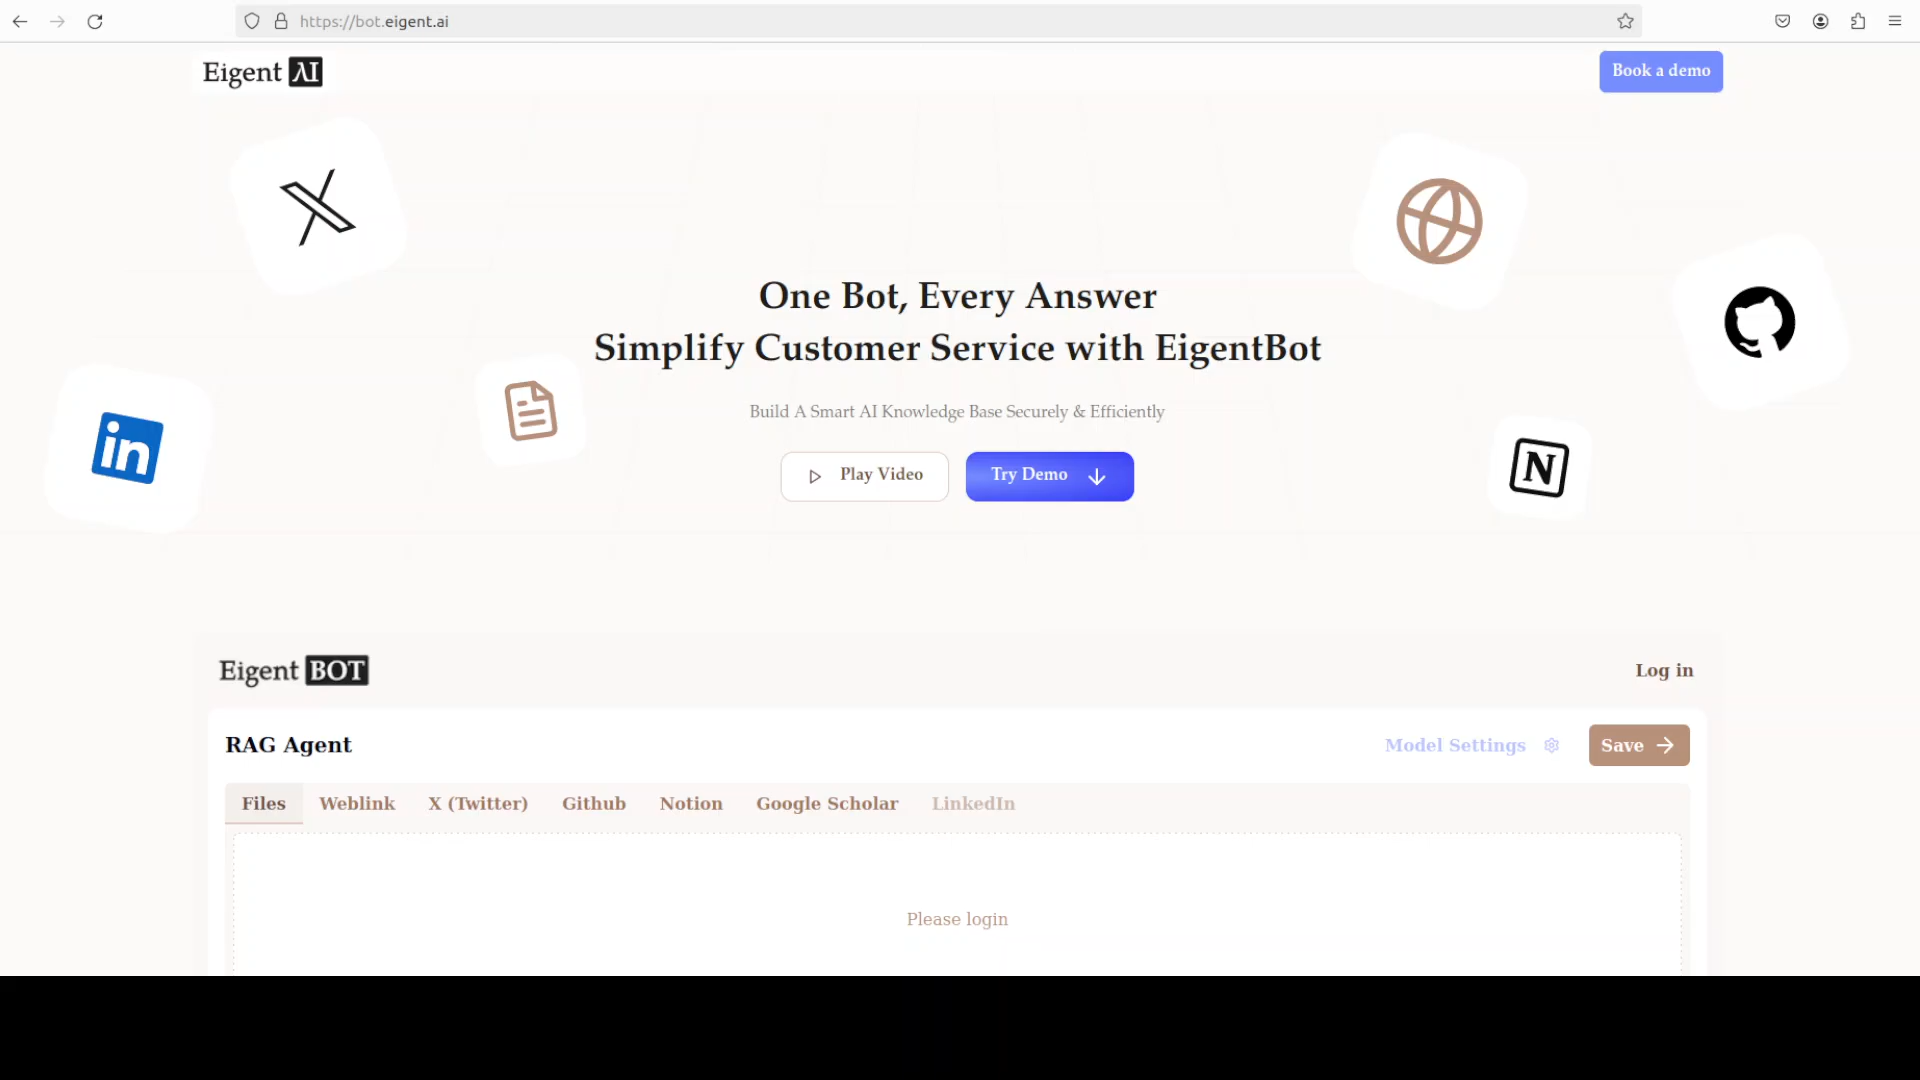 https://bot.eigent.ai
Eigent AI
Book a demo
One Bot, Every Answer
Simplify Customer Service with EigentBot
Build A Smart AI Knowledge Base Securely & Efficiently
Play Video
Try Demo
in
N
Eigent BOT
Log in
RAG Agent
Model Settings
Save
Files Weblink X (Twitter) Github Notion Google Scholar LinkedIn
Please login